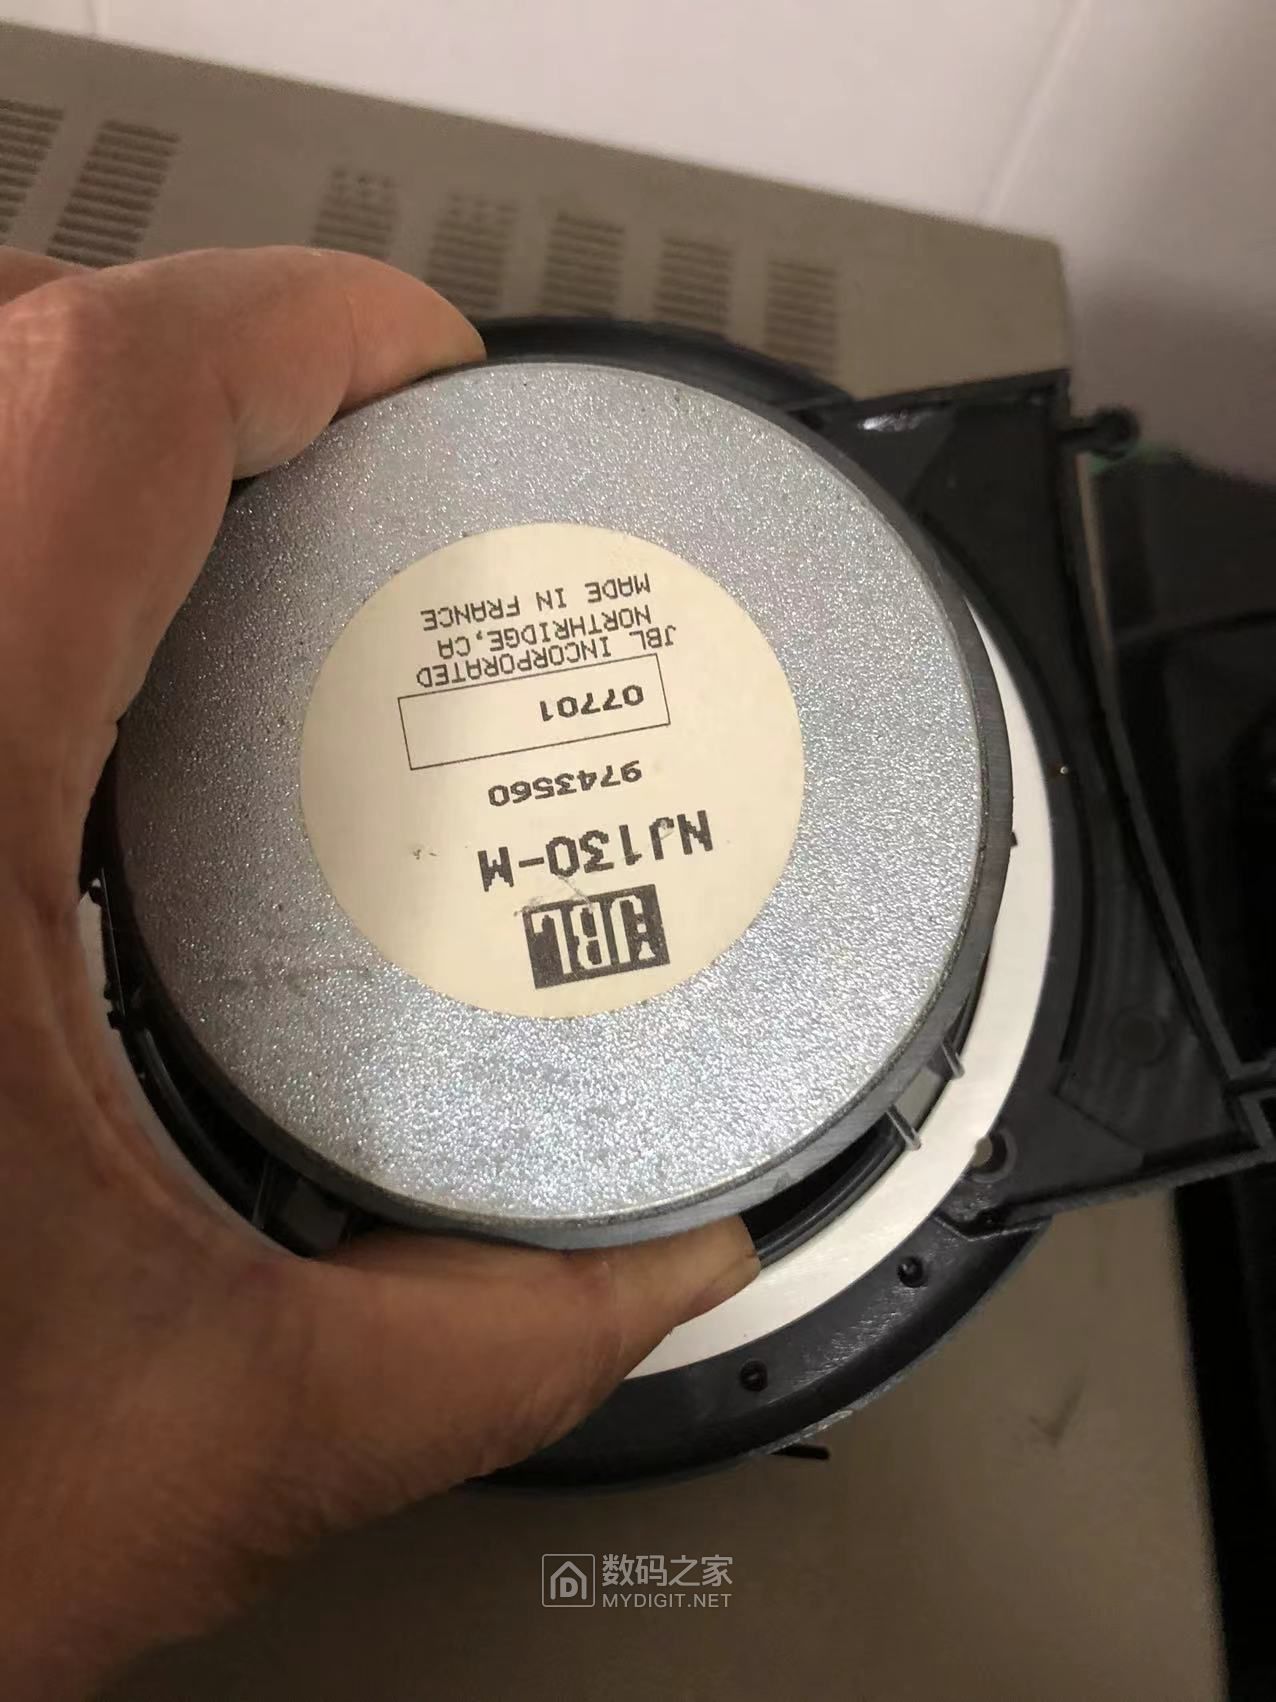 JBL
NJ130-M
9743560
07701
JBL INCORPORATED
NORTHRIDGE,CA
MADE IN FRANCE
数码之家
MYDIGIT.NET